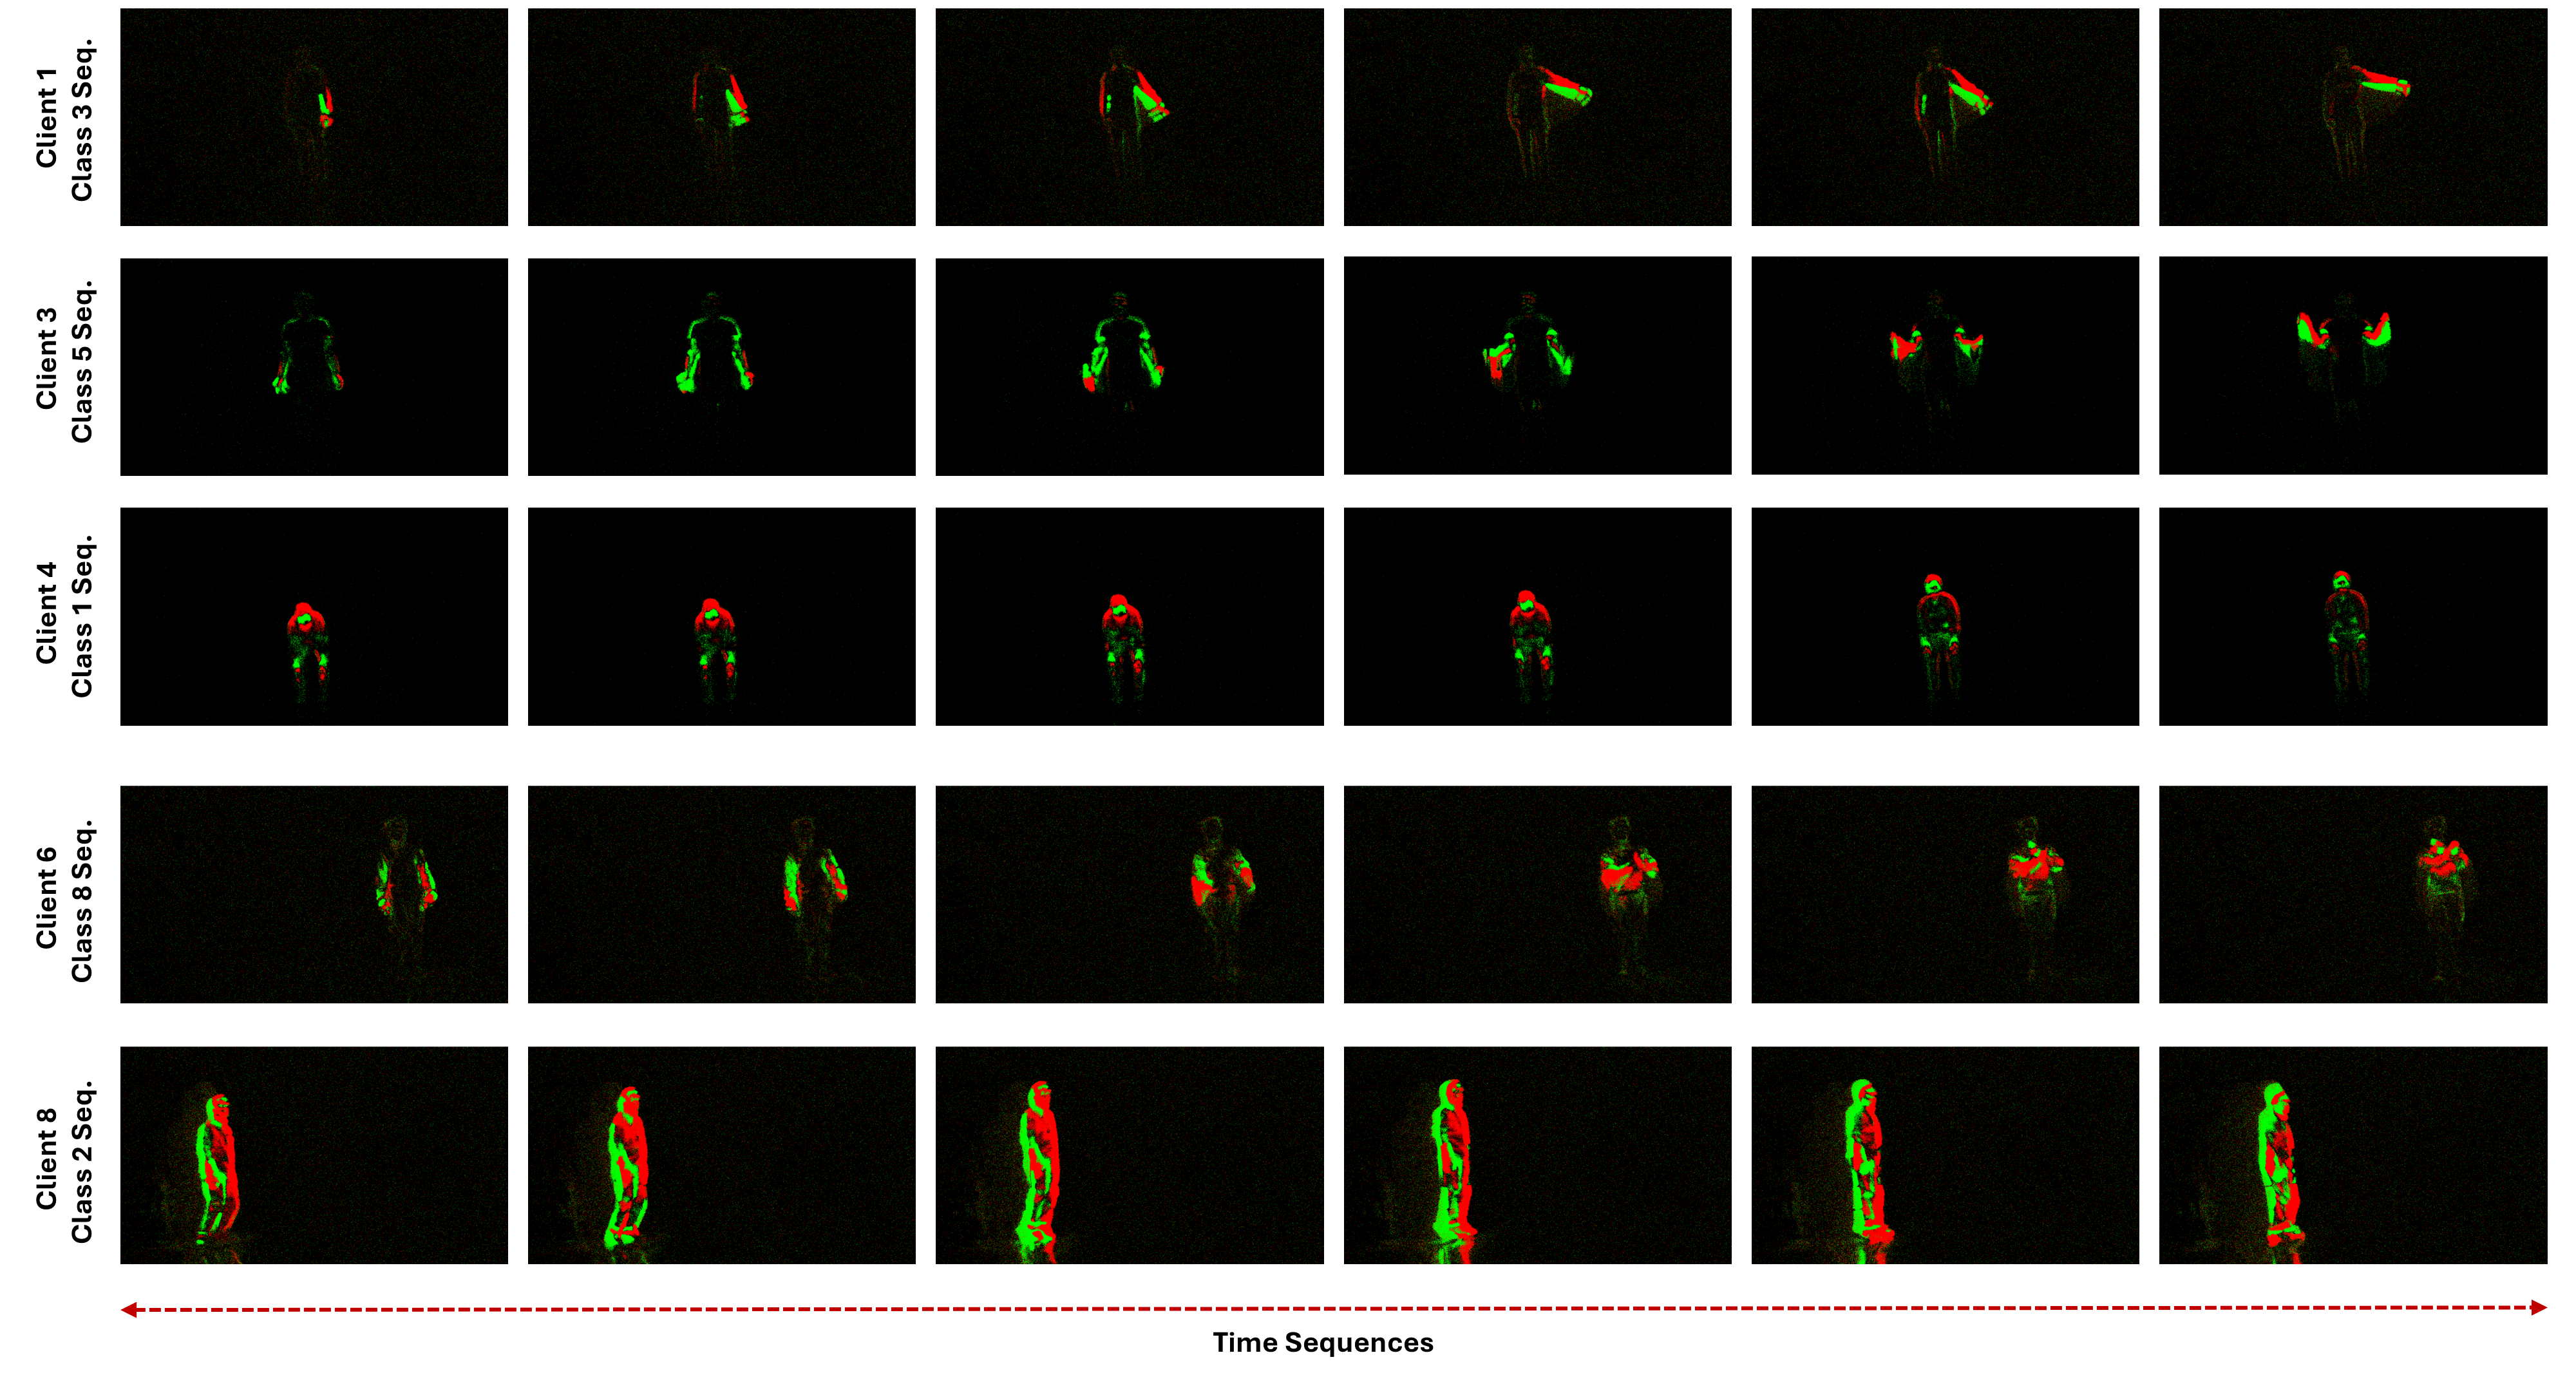 Client 1
Class 3 Seq.
Client 3
Class 5 Seq.
Client 4
Class 1 Seq.
Client 6
Class 8 Seq.
Client 8
Class 2 Seq.
Time Sequences